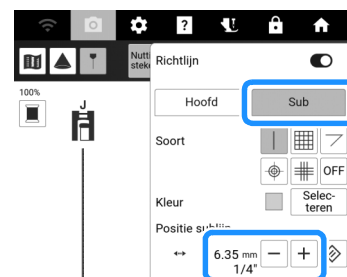 ?
Nutti
steke
Richtlijn
100%
J
Hoofd
Sub
Soort
OFF
Kleur
Selec-
teren
Positie sublijn
6.35 mm
1/4"